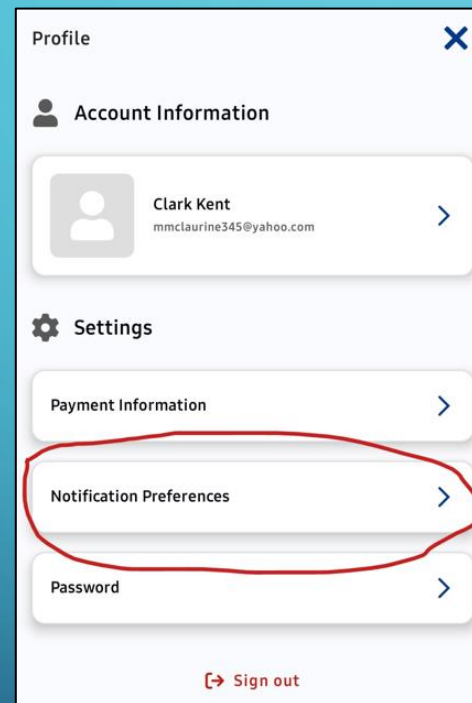 Profile
Account Information
Clark Kent
mmclaurine345@yahoo.com
Settings
Payment Information
Notification Preferences
Password
Sign out